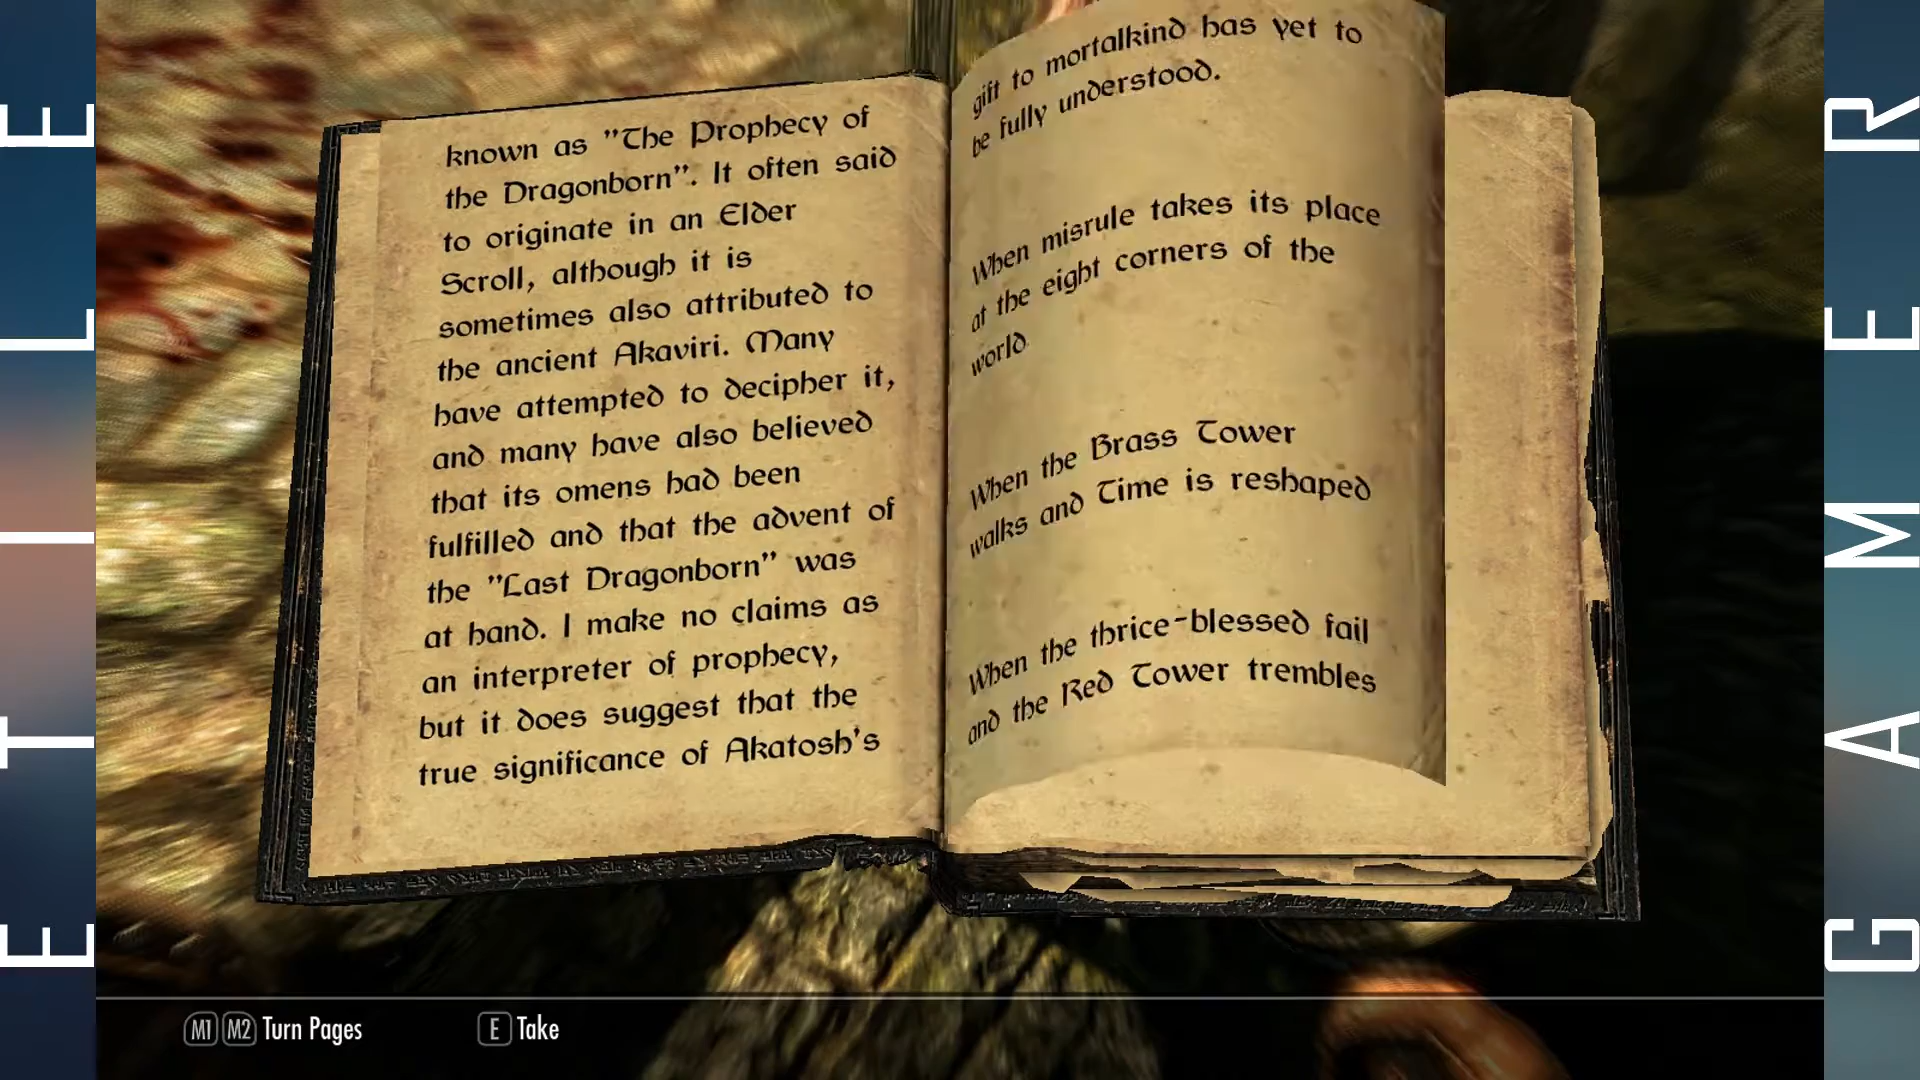 known as "The Prophecy of
the Dragonborn". It often said
to originate in an Elder
Scroll, although it is
sometimes also attributed to
the ancient Akaviri. Many
have attempted to decipher it,
and many have also believed
that its omens had been
fulfilled and that the advent of
the "Last Dragonborn" was
at hand. I make no claims as
an interpreter of prophecy,
but it does suggest that the
true significance of Akatosh's
gift to mortalkind has yet to
be fully understood.
When misrule takes its place
at the eight corners of the
world
When the Brass Tower
walks and Time is reshaped
When the thrice-blessed fail
and the Red Tower trembles
M1 M2 Turn Pages
E Take
ETILE
GAMER